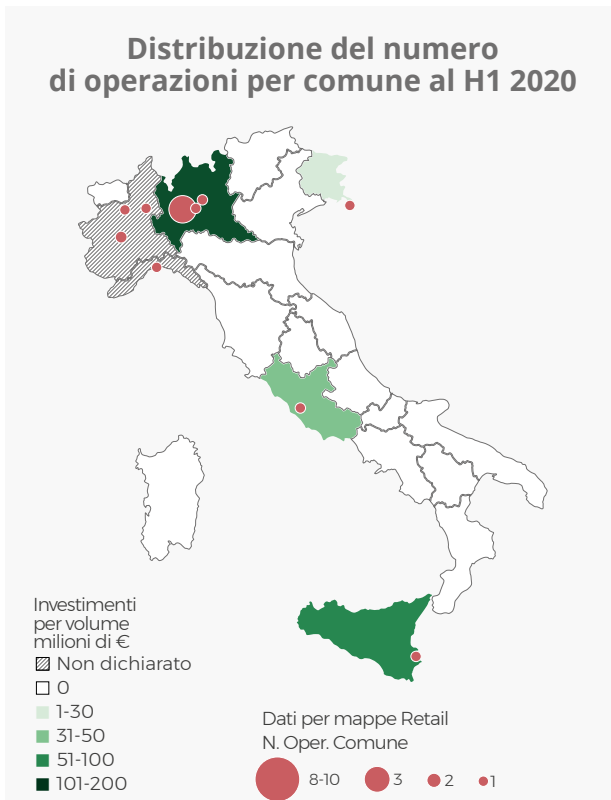 Distribuzione del numero
di operazioni per comune al H1 2020
Investimenti
per volume
milioni di €
Non dichiarato
0
1-30
31-50
51-100
101-200
Dati per mappe Retail
N. Oper. Comune
8-10 3 2 1